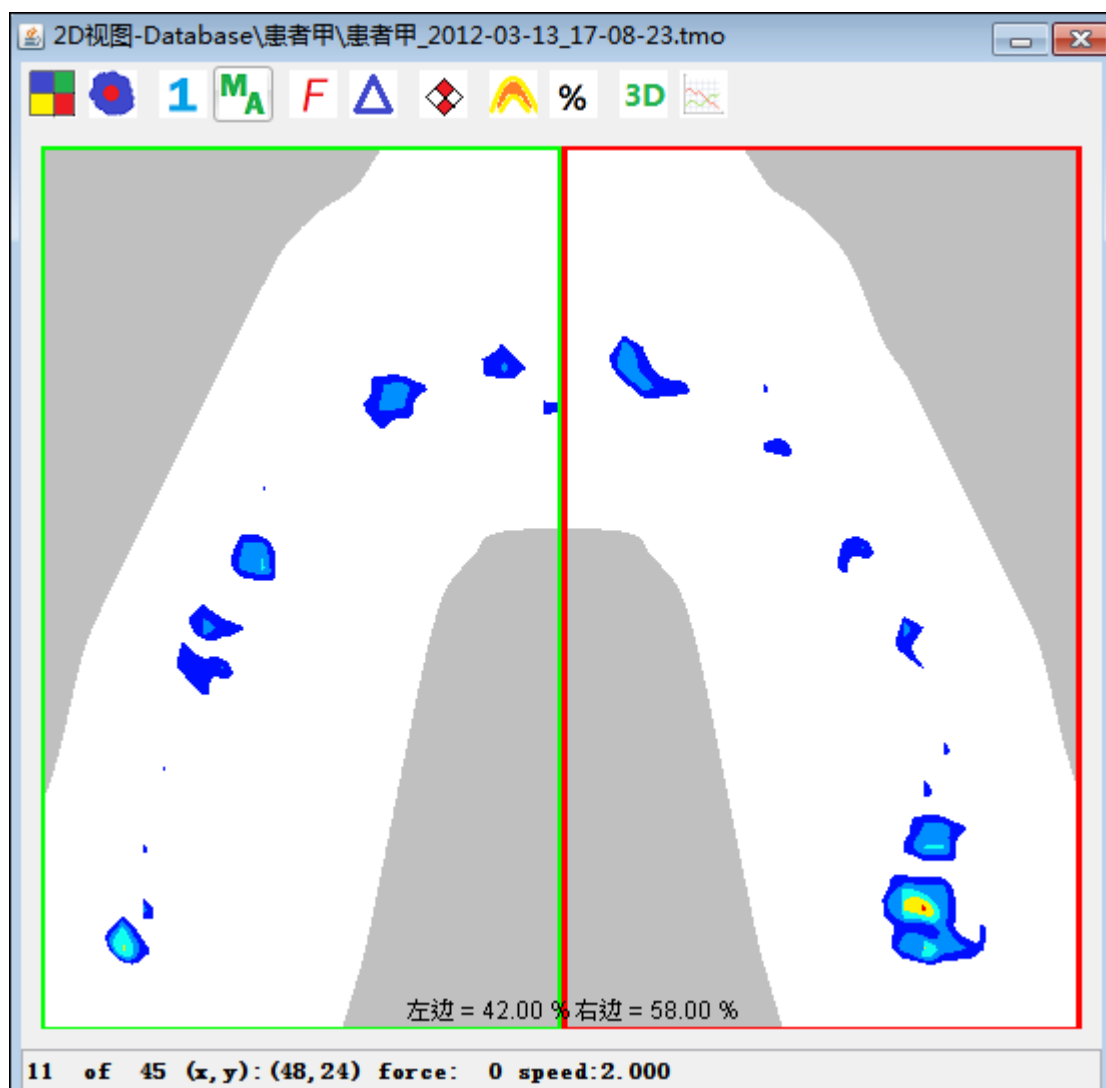 2D视图-Database\患者甲\患者甲_2012-03-13_17-08-23.tmo
1 MA F Δ % 3D
左边 = 42.00 % 右边 = 58.00 %
11 of 45 (x,y):(48,24) force: 0 speed:2.000